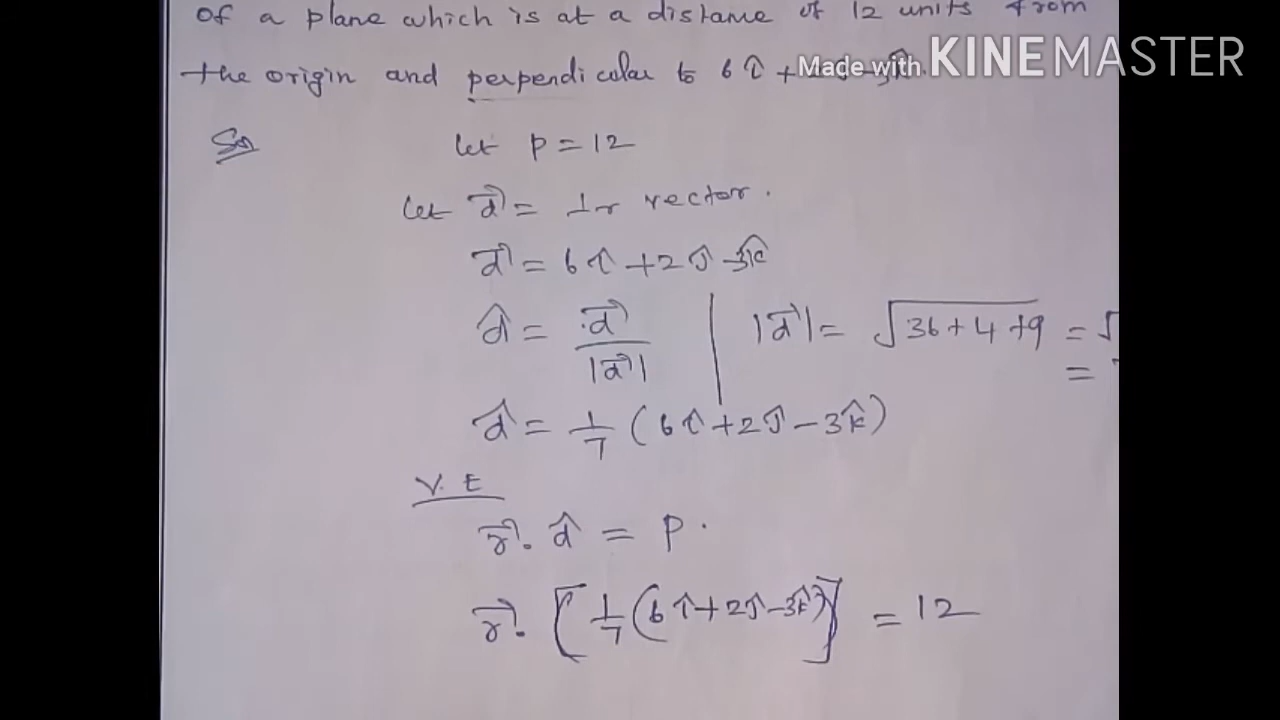 of a plane which is at a distance of 12 units from
the origin and perpendicular to 6î + 
Made with KINEMASTER
Sol let p = 12
let d⃗ = ⊥r vector.
d⃗ = 6î + 2ĵ - 3k̂
d̂ = d⃗ / |d⃗| | |d⃗| = √36+4+9 = √
=
d̂ = 1/7 (6î + 2ĵ - 3k̂)
V. E
r⃗ . d̂ = p.
r⃗ . [1/7 (6î + 2ĵ - 3k̂)] = 12